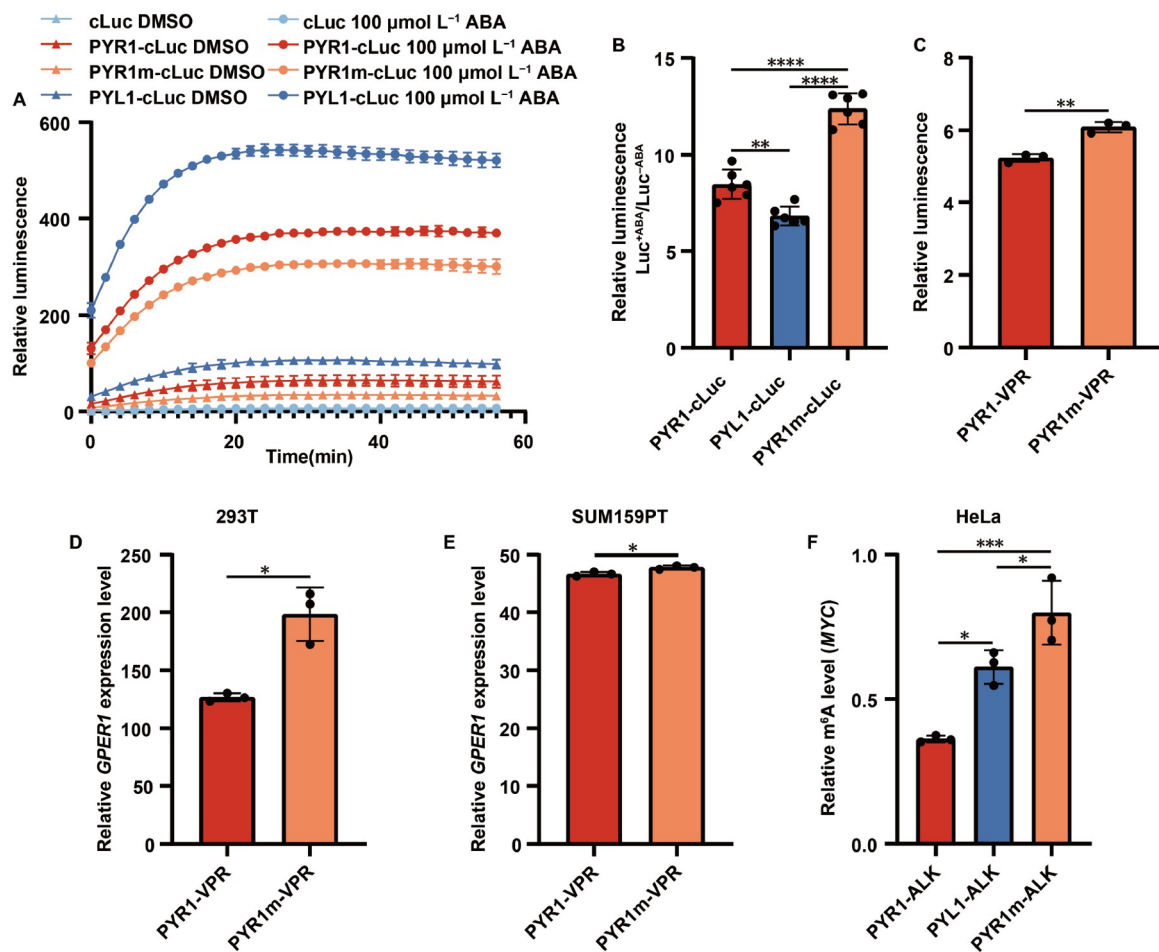 cLuc DMSO
cLuc 100 µmol L⁻¹ ABA
PYR1-cLuc DMSO
PYR1-cLuc 100 µmol L⁻¹ ABA
PYR1m-cLuc DMSO
PYR1m-cLuc 100 µmol L⁻¹ ABA
PYL1-cLuc DMSO
PYL1-cLuc 100 µmol L⁻¹ ABA
A
Relative luminescence
600
400
200
0
0
20
40
60
Time(min)
B
Relative luminescence
Luc⁺ᴬᴮᴬ/Luc⁻ᴬᴮᴬ
15
10
5
0
****
****
**
PYR1-cLuc
PYL1-cLuc
PYR1m-cLuc
C
Relative luminescence
8
6
4
2
0
**
PYR1-VPR
PYR1m-VPR
D
293T
Relative GPER1 expression level
250
200
150
100
50
0
*
PYR1-VPR
PYR1m-VPR
E
SUM159PT
Relative GPER1 expression level
50
40
30
20
10
0
*
PYR1-VPR
PYR1m-VPR
F
HeLa
Relative m⁶A level (MYC)
1.0
0.5
0.0
***
*
*
PYR1-ALK
PYL1-ALK
PYR1m-ALK